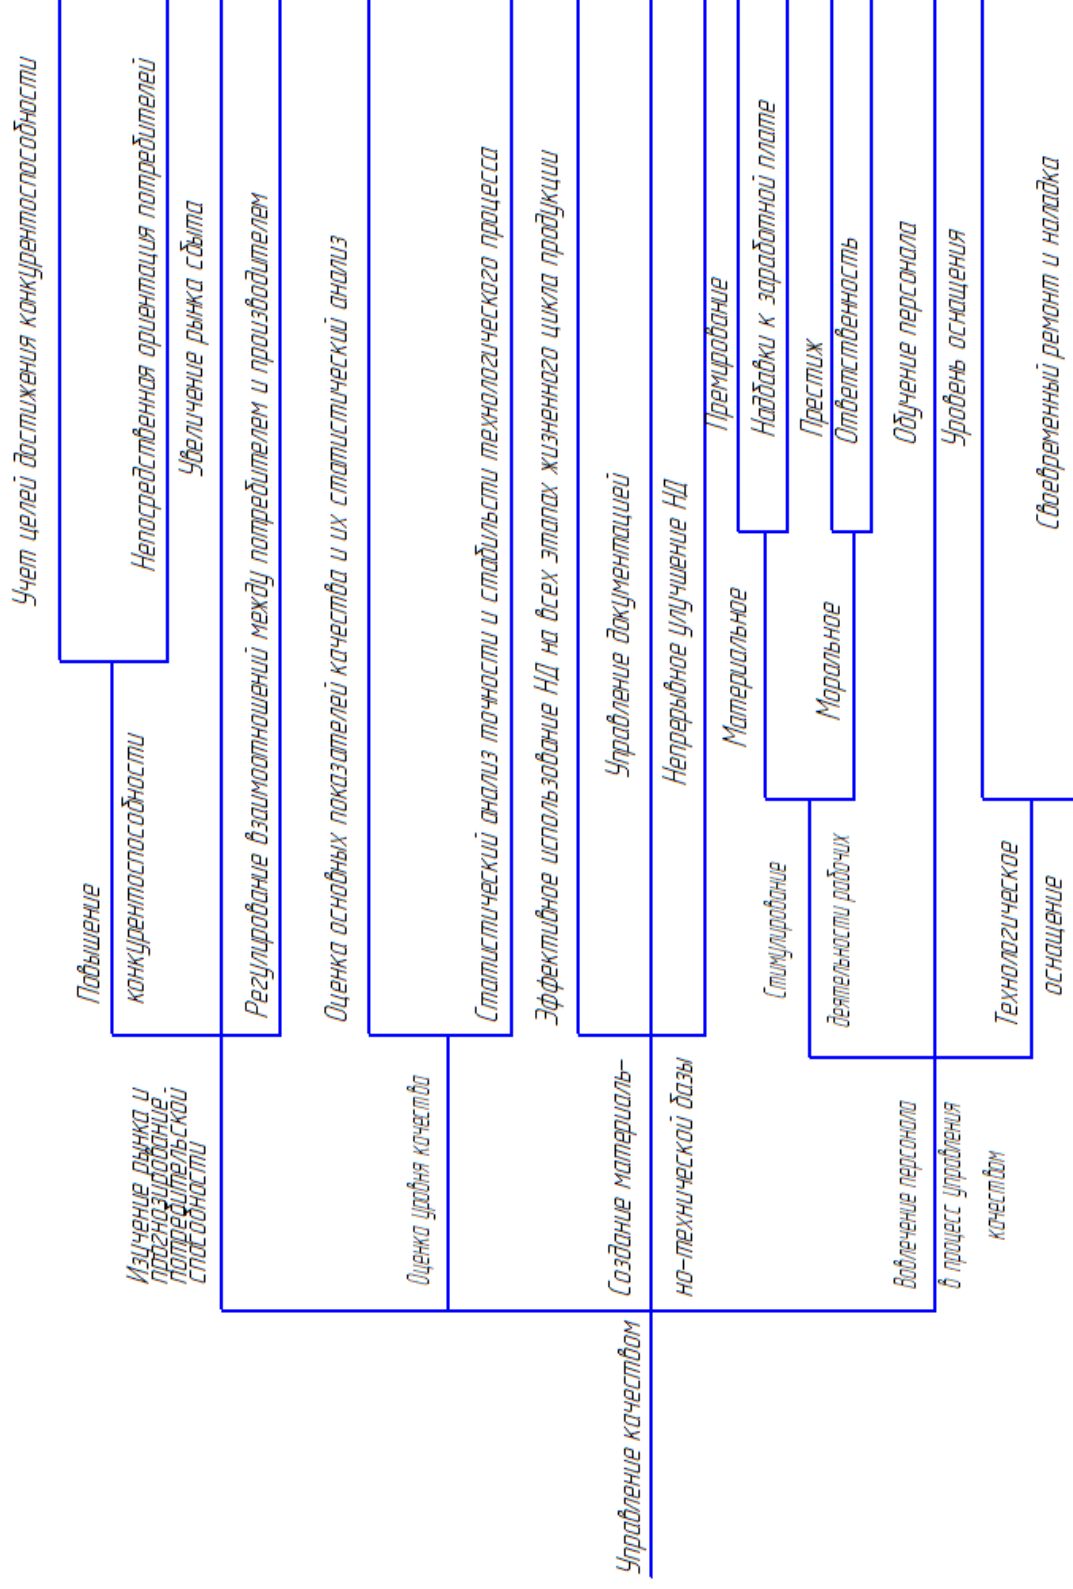 Управление качеством
Изучение рынка и
прогнозирование
потребительской
способности
Повышение
конкурентоспособности
Учет целей достижения конкурентоспособности
Непосредственная ориентация потребителей
Увеличение рынка сбыта
Регулирование взаимоотношений между потребителем и производителем
Оценка уровня качества
Оценка основных показателей качества и их статистический анализ
Статистический анализ точности и стабильсти технологического процесса
Создание материаль-
но-технической базы
Эффективное использование НД на всех этапах жизненного цикла продукции
Управление документацией
Непрерывное улучшение НД
Вовлечение персонала
в процесс управления
качеством
Стимулирование
деятельности рабочих
Материальное
Премирование
Надбавки к заработной плате
Моральное
Престиж
Ответственность
Обучение персонала
Технологическое
оснащение
Уровень оснащения
Своевременный ремонт и наладка